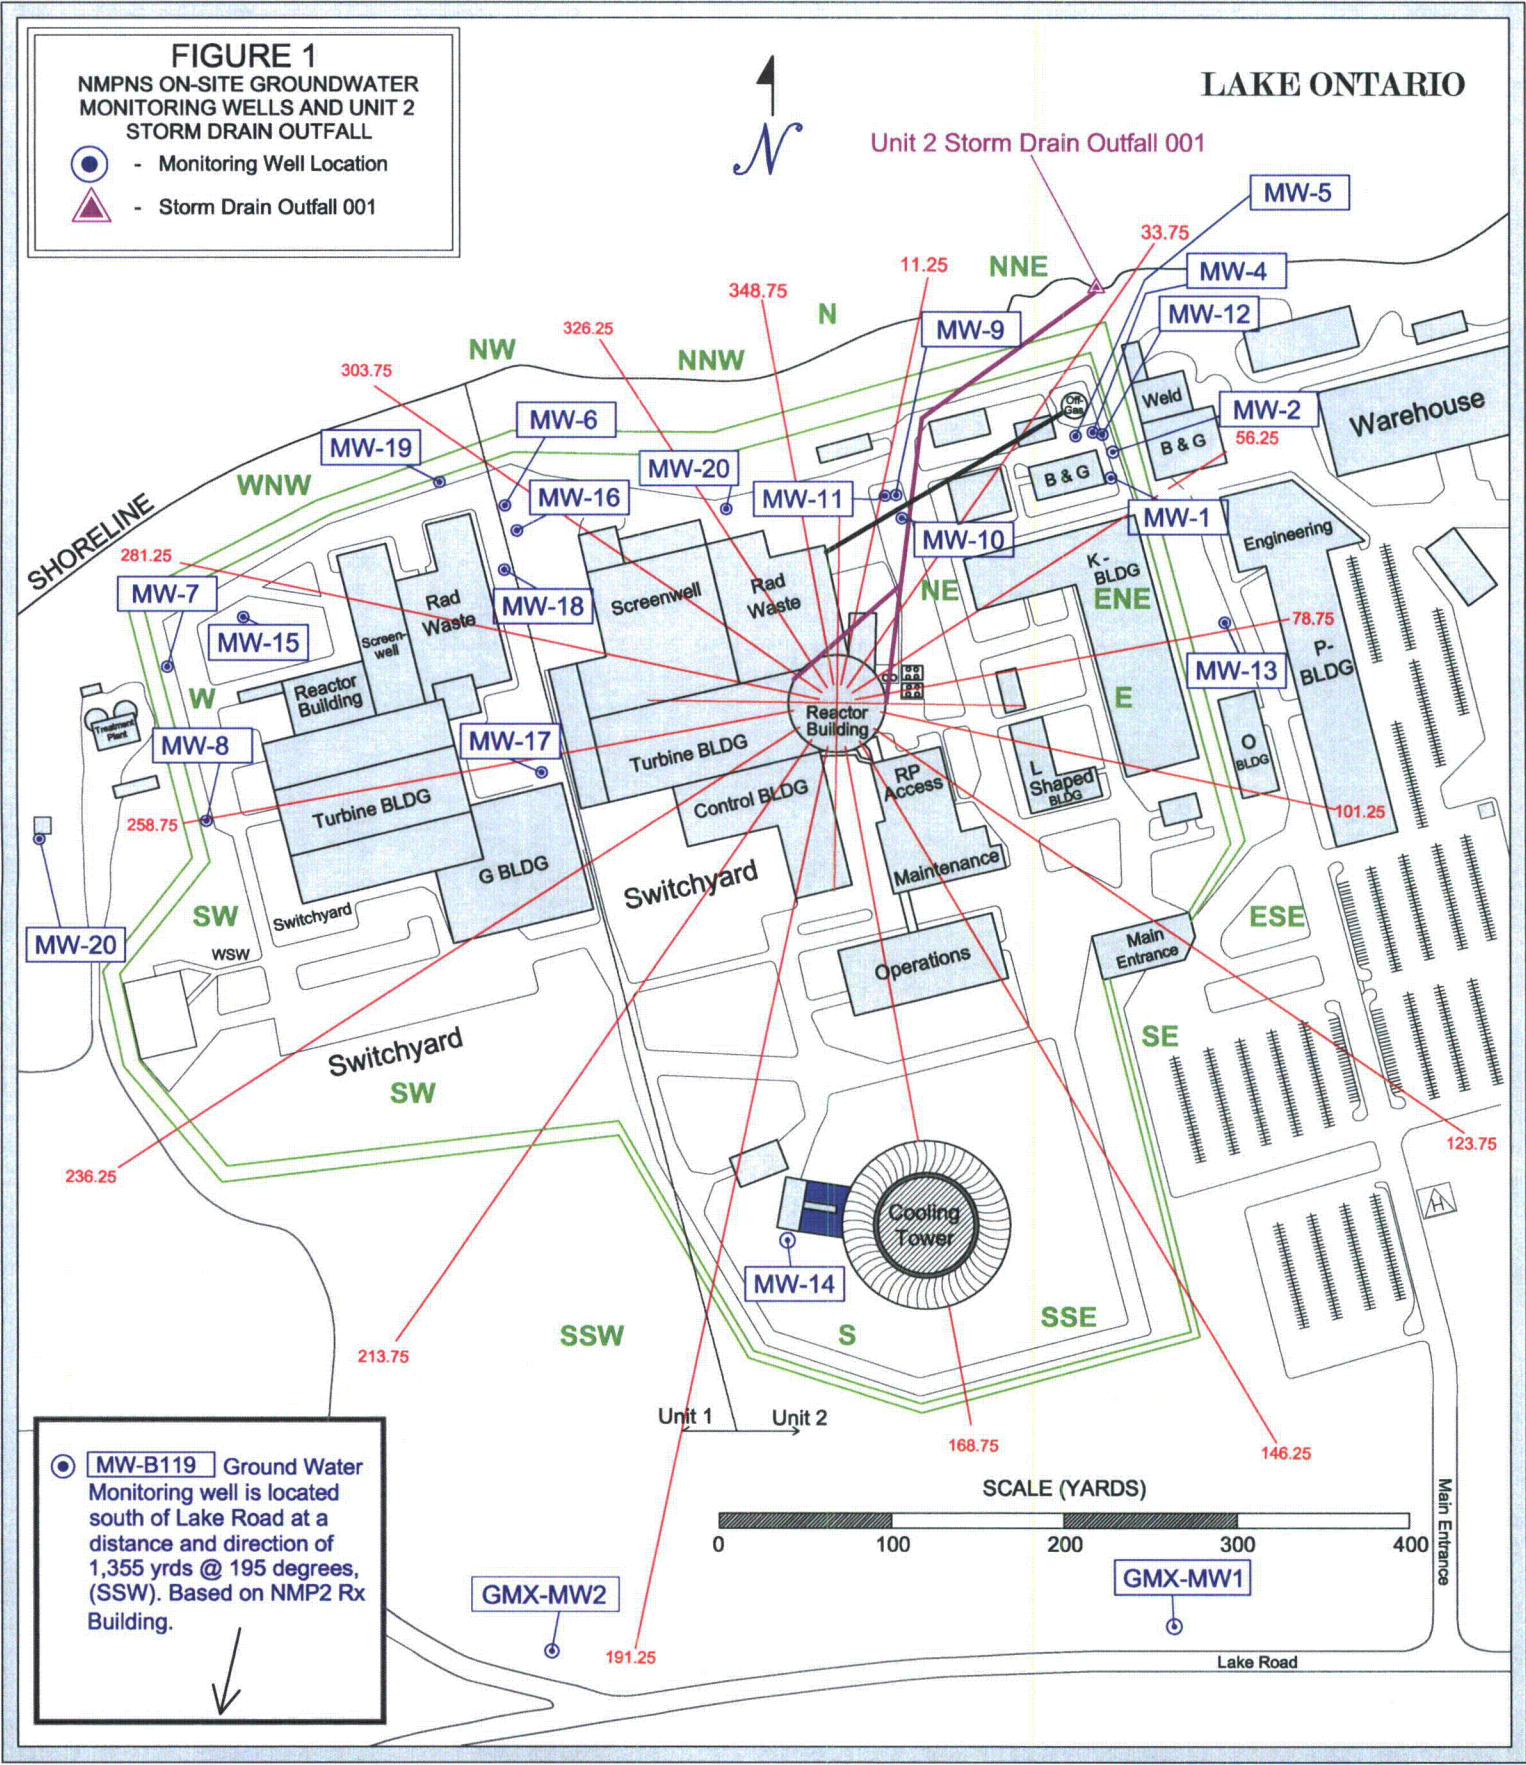 FIGURE 1
NMPNS ON-SITE GROUNDWATER
MONITORING WELLS AND UNIT 2
STORM DRAIN OUTFALL
- Monitoring Well Location
- Storm Drain Outfall 001
N
LAKE ONTARIO
Unit 2 Storm Drain Outfall 001
MW-5
33.75
MW-4
NNE
11.25
348.75
N
MW-12
MW-9
326.25
NW
NNW
303.75
Off-
Gas
Weld
MW-2
Warehouse
MW-6
56.25
B & G
MW-19
MW-20
B & G
WNW
MW-16
MW-11
MW-1
Engineering
SHORELINE
281.25
MW-10
K-
BLDG
MW-7
MW-18
Screenwell
Rad
Waste
NE
ENE
Rad
Waste
Screen-
well
78.75
MW-15
P-
BLDG
MW-13
W
Reactor
Building
E
Reactor
Building
Treatment
Plant
MW-8
MW-17
Turbine BLDG
O
BLDG
RP
Access
L
Shaped
BLDG
Control BLDG
Turbine BLDG
101.25
258.75
G BLDG
Maintenance
Switchyard
SW
Switchyard
ESE
MW-20
WSW
Main
Entrance
Operations
Switchyard
SE
SW
123.75
236.25
H
Cooling
Tower
MW-14
SSE
SSW
S
213.75
Unit 1
Unit 2
168.75
146.25
MW-B119 Ground Water
Monitoring well is located
south of Lake Road at a
distance and direction of
1,355 yrds @ 195 degrees,
(SSW). Based on NMP2 Rx
Building.
SCALE (YARDS)
0 100 200 300 400
Main Entrance
GMX-MW2
GMX-MW1
191.25
Lake Road